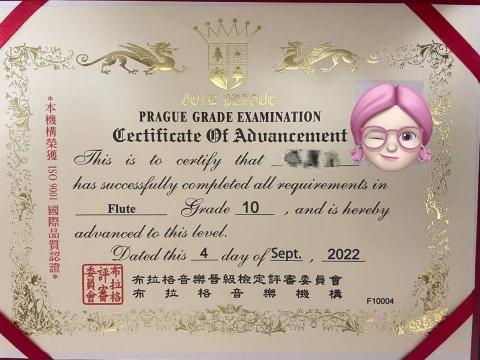 GOLD PRAGUE
PRAGUE GRADE EXAMINATION
Certificate Of Advancement
This is to certify that
has successfully completed all requirements in
Flute Grade 10 , and is hereby
advanced to this level.
Dated this 4 day of Sept. , 2022
*本機構榮獲 ISO 9001 國際品質認證*
布拉格
評審
委員會
布拉格音樂晉級檢定評審委員會
布拉格音樂機構
F10004